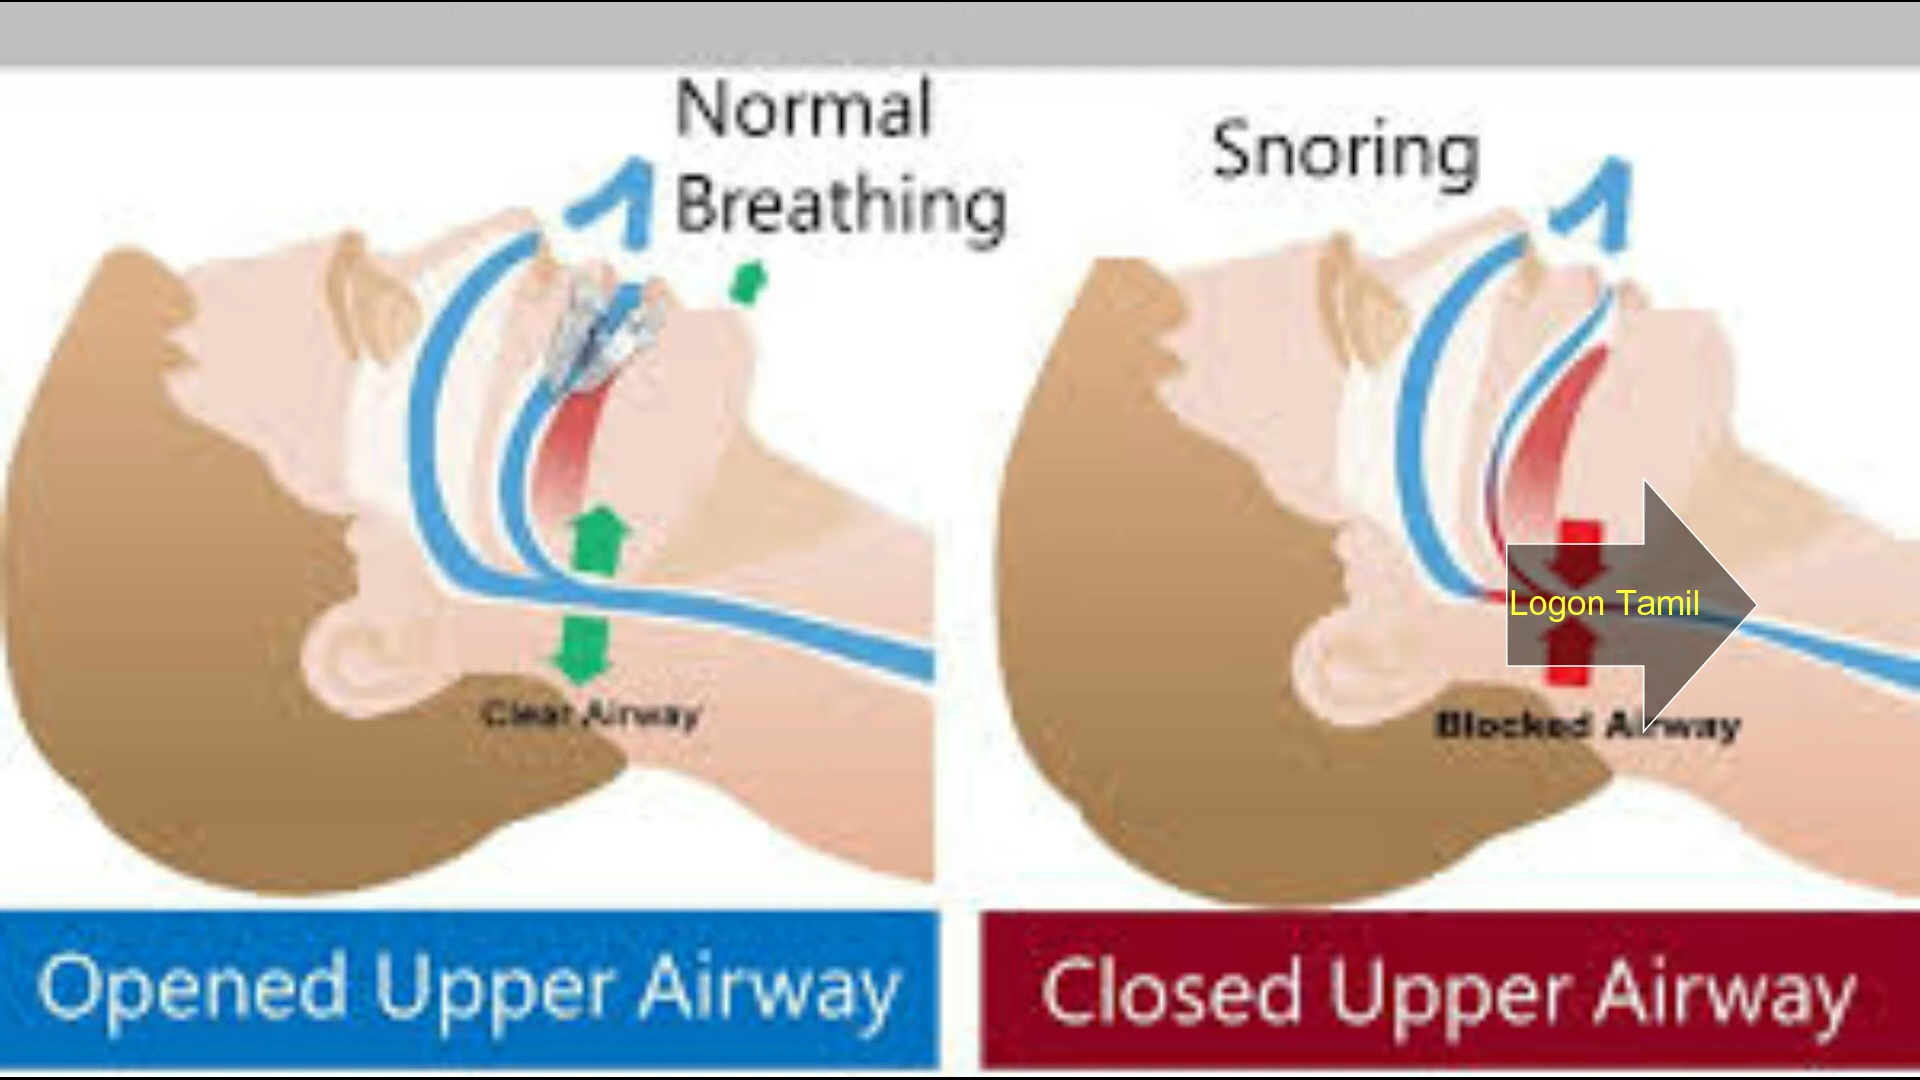 Normal
Breathing
Clear Airway
Opened Upper Airway
Snoring
Logon Tamil
Blocked Airway
Closed Upper Airway